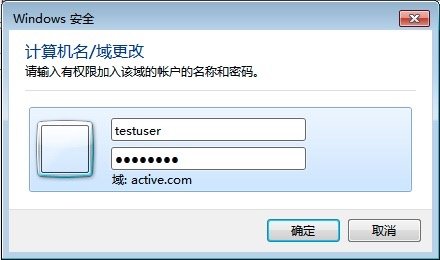 Windows 安全
计算机名/域更改
请输入有权限加入该域的帐户的名称和密码。
testuser
●●●●●●●●
域: active.com
确定
取消